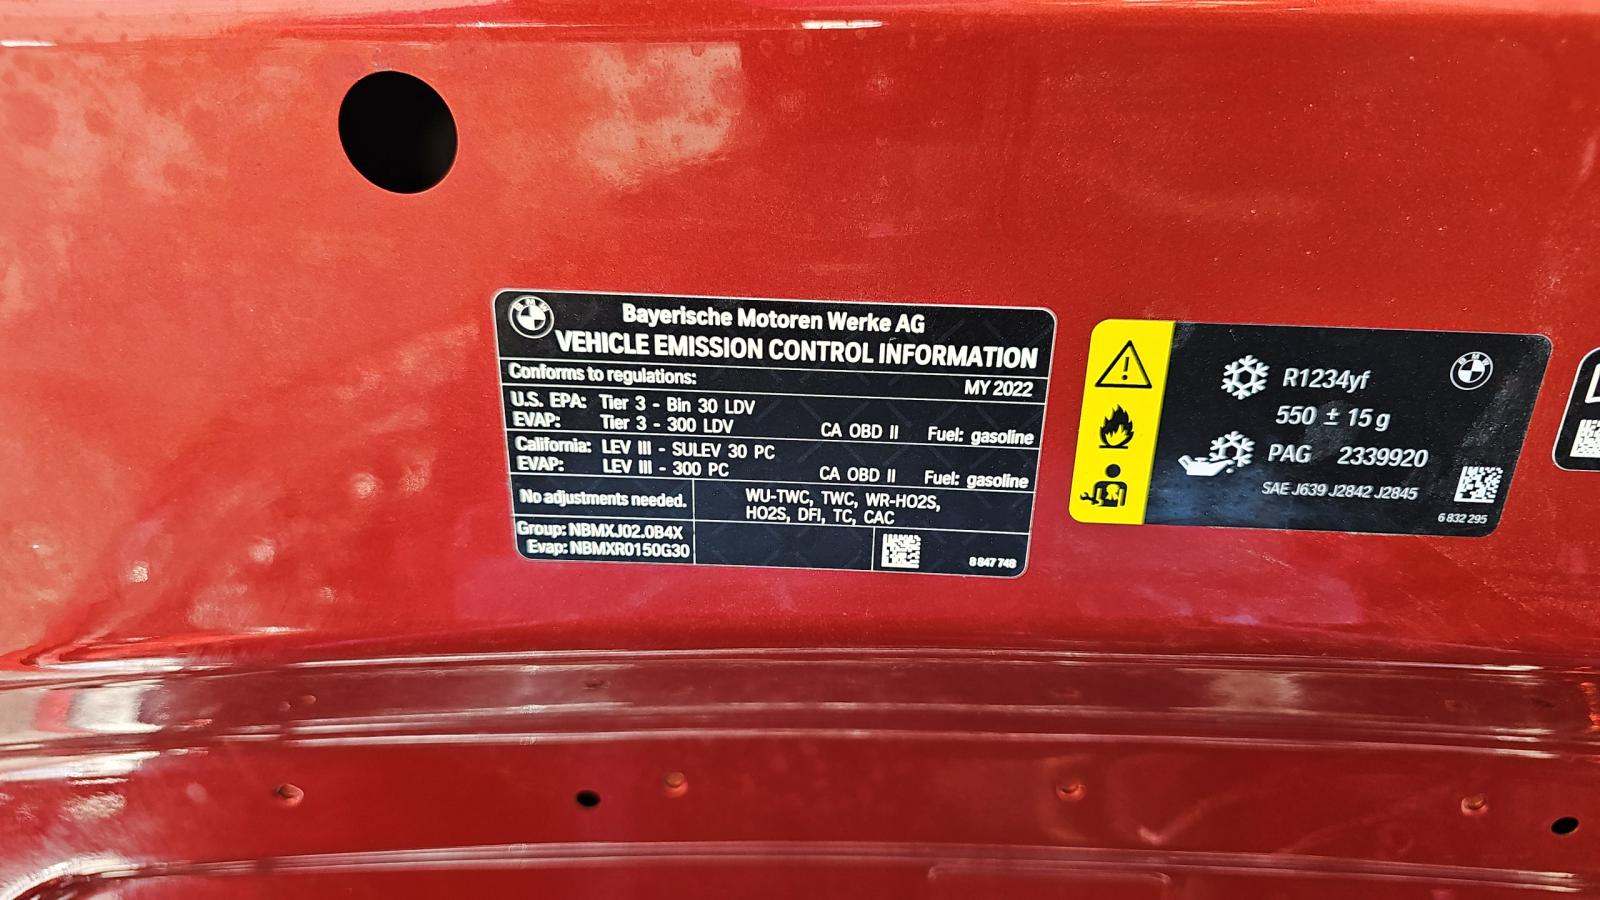 BMW
Bayerische Motoren Werke AG
VEHICLE EMISSION CONTROL INFORMATION
Conforms to regulations: MY 2022
U.S. EPA: Tier 3 - Bin 30 LDV
EVAP: Tier 3 - 300 LDV CA OBD II Fuel: gasoline
California: LEV III - SULEV 30 PC
EVAP: LEV III - 300 PC CA OBD II Fuel: gasoline
No adjustments needed.
WU-TWC, TWC, WR-HO2S,
HO2S, DFI, TC, CAC
Group: NBMXJ02.0B4X
Evap: NBMXR0150G30
8 847 748
BMW
R1234yf
550 ± 15 g
PAG 2339920
SAE J639 J2842 J2845
6 832 295